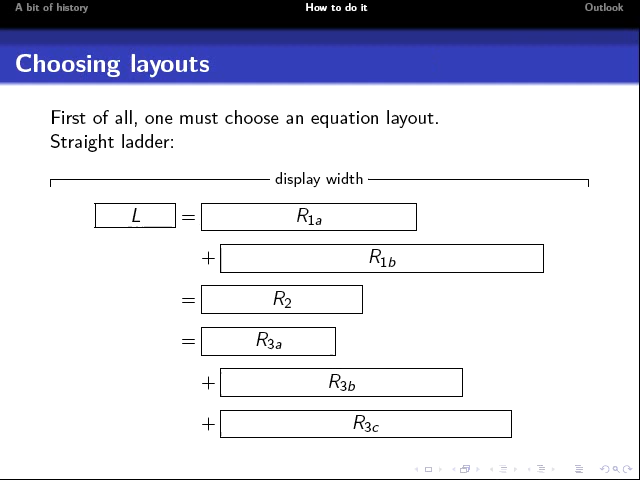 A bit of history How to do it Outlook
Choosing layouts
First of all, one must choose an equation layout.
Straight ladder:
display width
L = R1a
+ R1b
= R2
= R3a
+ R3b
+ R3c